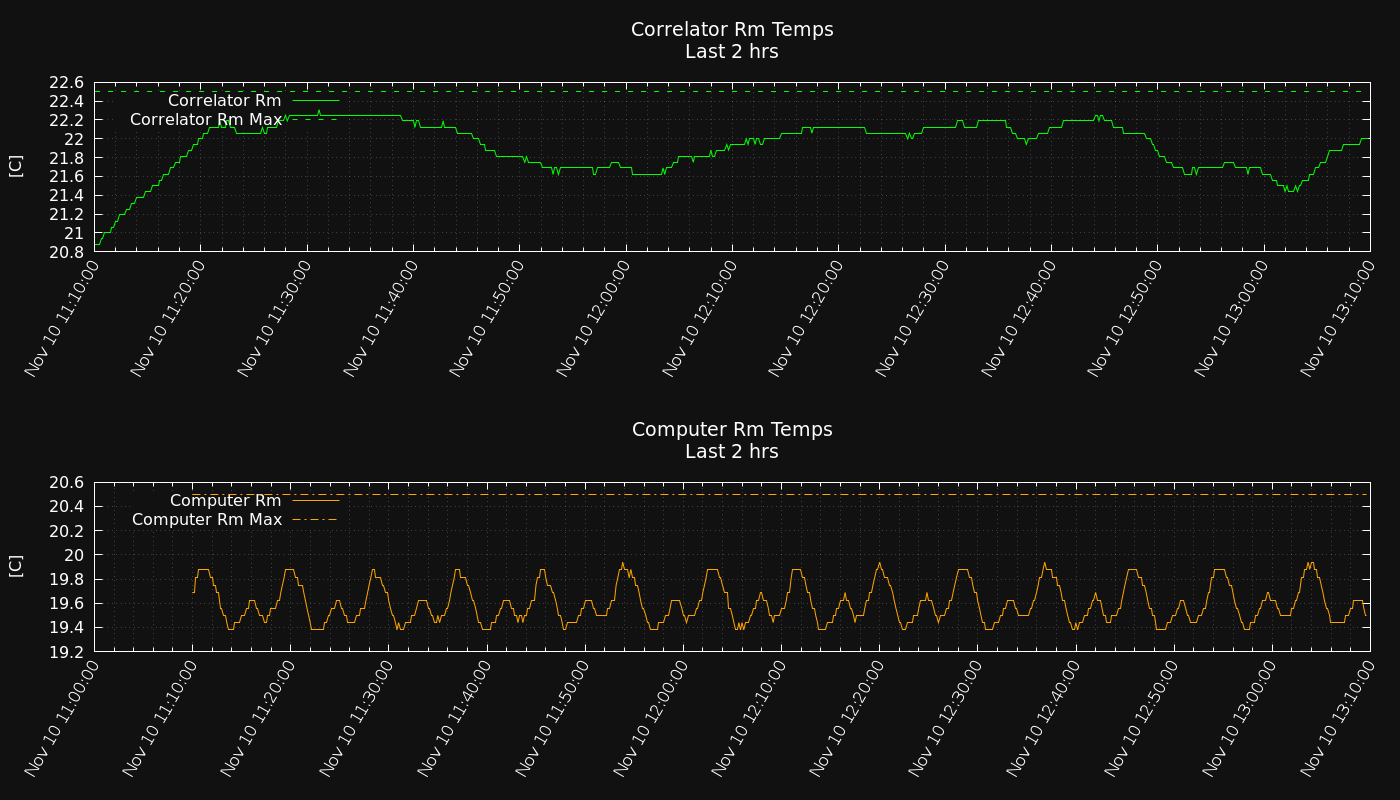 Correlator Rm Temps
Last 2 hrs
22.6
22.4
22.2
22
21.8
21.6
21.4
21.2
21
20.8
[C]
Correlator Rm
Correlator Rm Max
Nov 10 11:10:00
Nov 10 11:20:00
Nov 10 11:30:00
Nov 10 11:40:00
Nov 10 11:50:00
Nov 10 12:00:00
Nov 10 12:10:00
Nov 10 12:20:00
Nov 10 12:30:00
Nov 10 12:40:00
Nov 10 12:50:00
Nov 10 13:00:00
Nov 10 13:10:00
Computer Rm Temps
Last 2 hrs
20.6
20.4
20.2
20
19.8
19.6
19.4
19.2
[C]
Computer Rm
Computer Rm Max
Nov 10 11:00:00
Nov 10 11:10:00
Nov 10 11:20:00
Nov 10 11:30:00
Nov 10 11:40:00
Nov 10 11:50:00
Nov 10 12:00:00
Nov 10 12:10:00
Nov 10 12:20:00
Nov 10 12:30:00
Nov 10 12:40:00
Nov 10 12:50:00
Nov 10 13:00:00
Nov 10 13:10:00